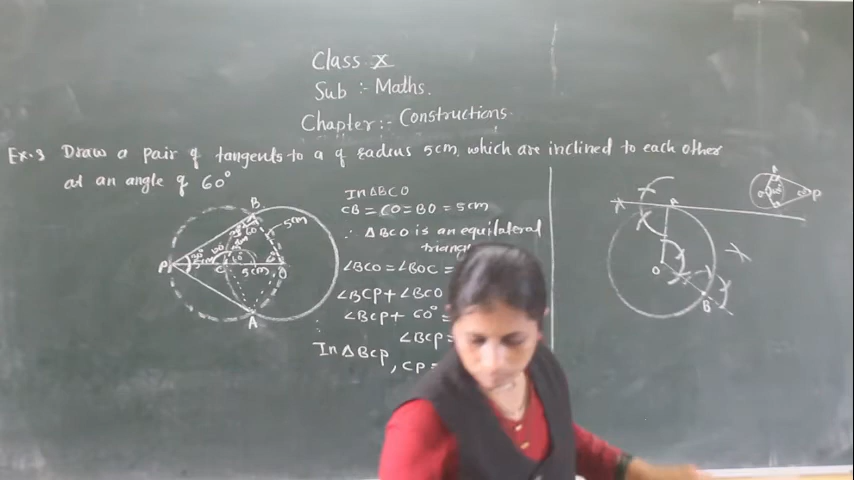 Class X
Sub :- Maths.
Chapter:- Constructions.
Ex.3 Draw a pair of tangents to a of radius 5cm, which are inclined to each other
at an angle of 60°
In ΔBCO
CB = CO = BO = 5cm
∴ ΔBCO is an equilateral
triang
∠BCO = ∠BOC =
∠BCP + ∠BCO
∠BCP + 60° =
∠BCP =
∴ In ΔBCP, CP =
B
5cm
60°
P
C
5cm
O
A
A
O
B
P